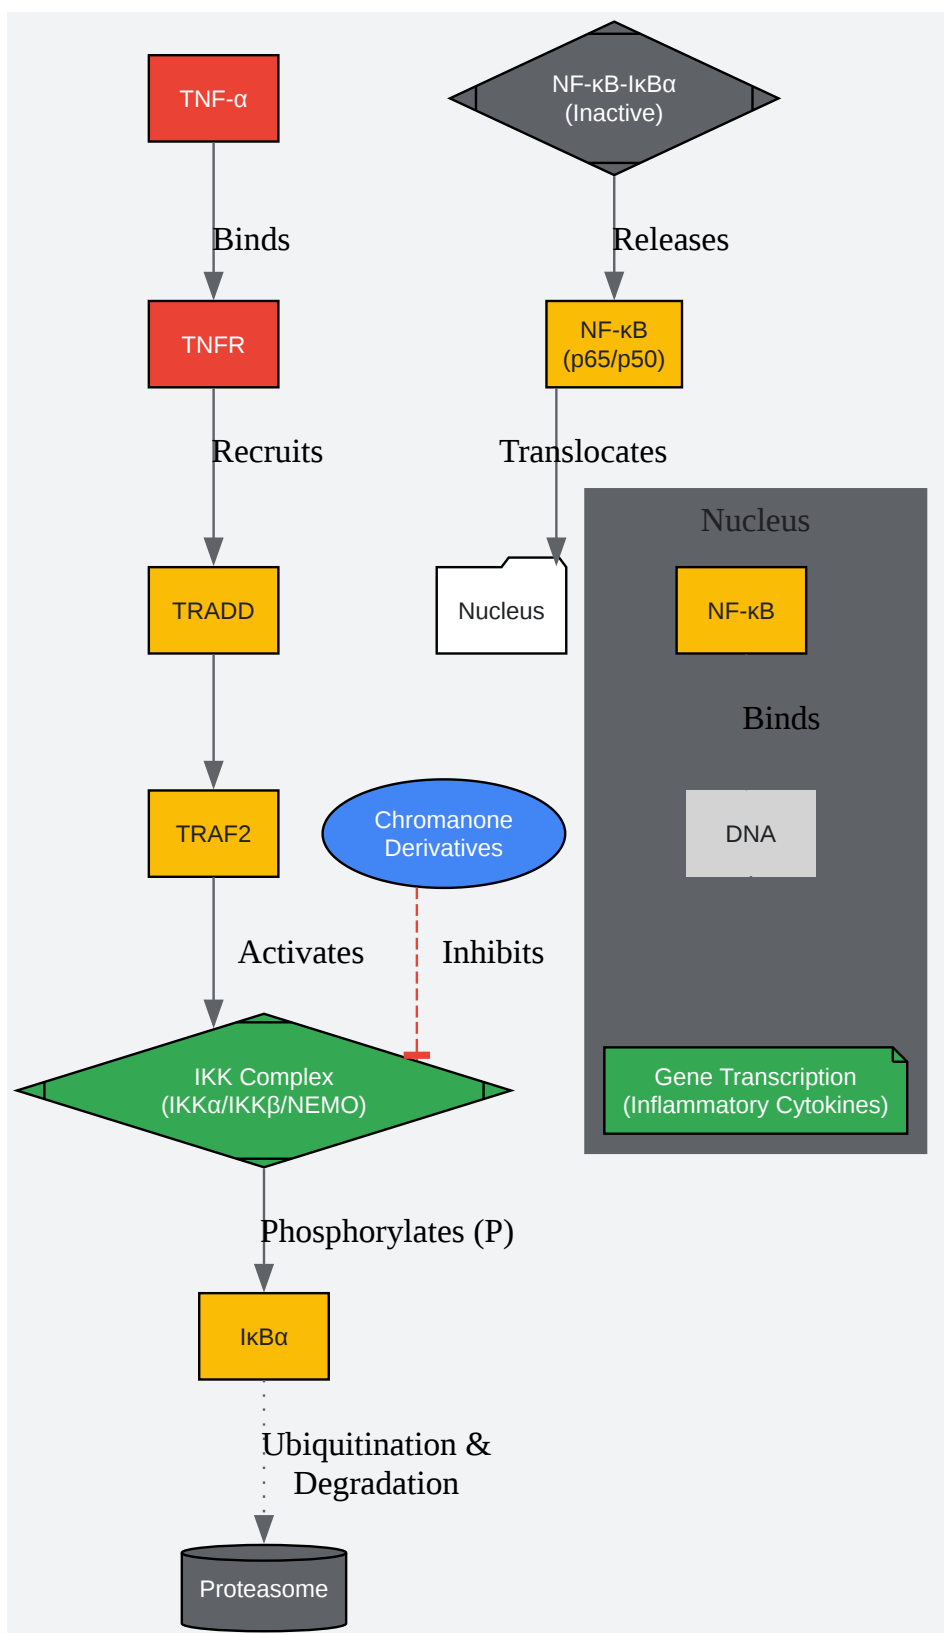 TNF-α
NF-κB-IκBα
(Inactive)
Binds
Releases
TNFR
NF-κB
(p65/p50)
Recruits
Translocates
Nucleus
TRADD
Nucleus
NF-κB
Binds
TRAF2
Chromanone
Derivatives
DNA
Activates
Inhibits
IKK Complex
(IKKα/IKKβ/NEMO)
Gene Transcription
(Inflammatory Cytokines)
Phosphorylates (P)
IκBα
Ubiquitination &
Degradation
Proteasome